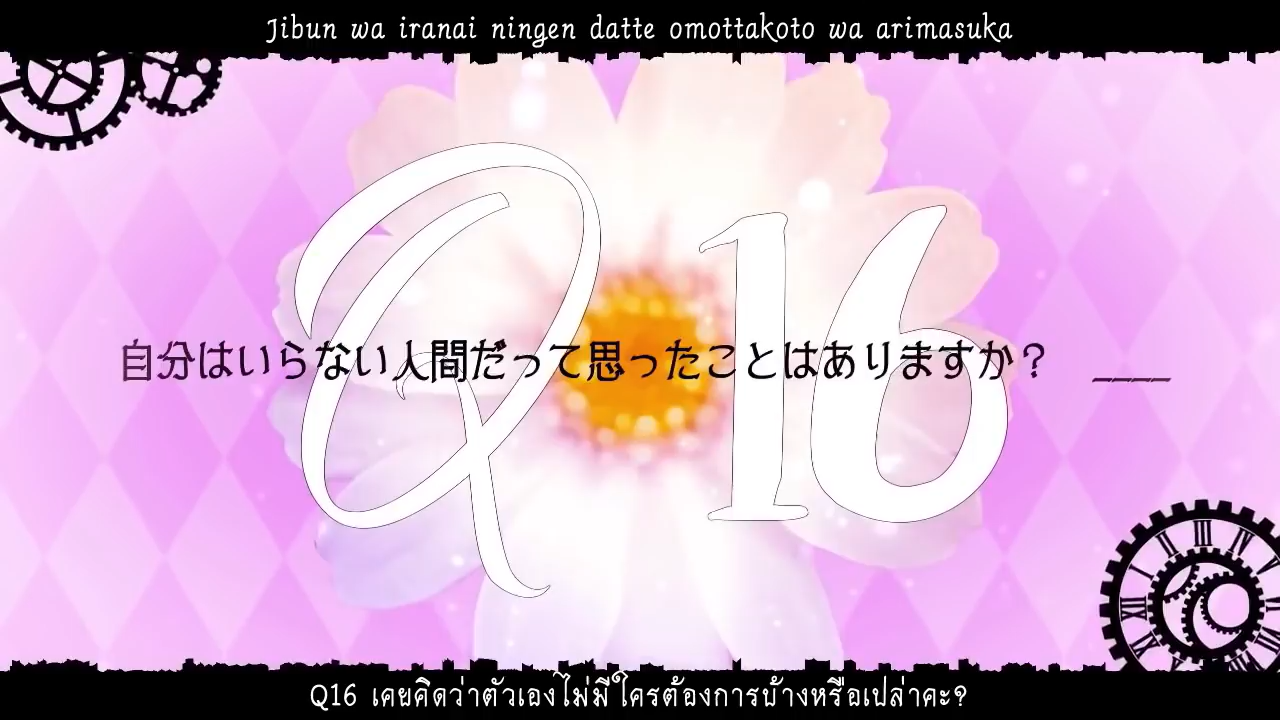 Jibun wa iranai ningen datte omottakoto wa arimasuka
Q 16
自分はいらない人間だって思ったことはありますか？ ____
Q16 เคยคิดว่าตัวเองไม่มีใครต้องการบ้างหรือเปล่าคะ?